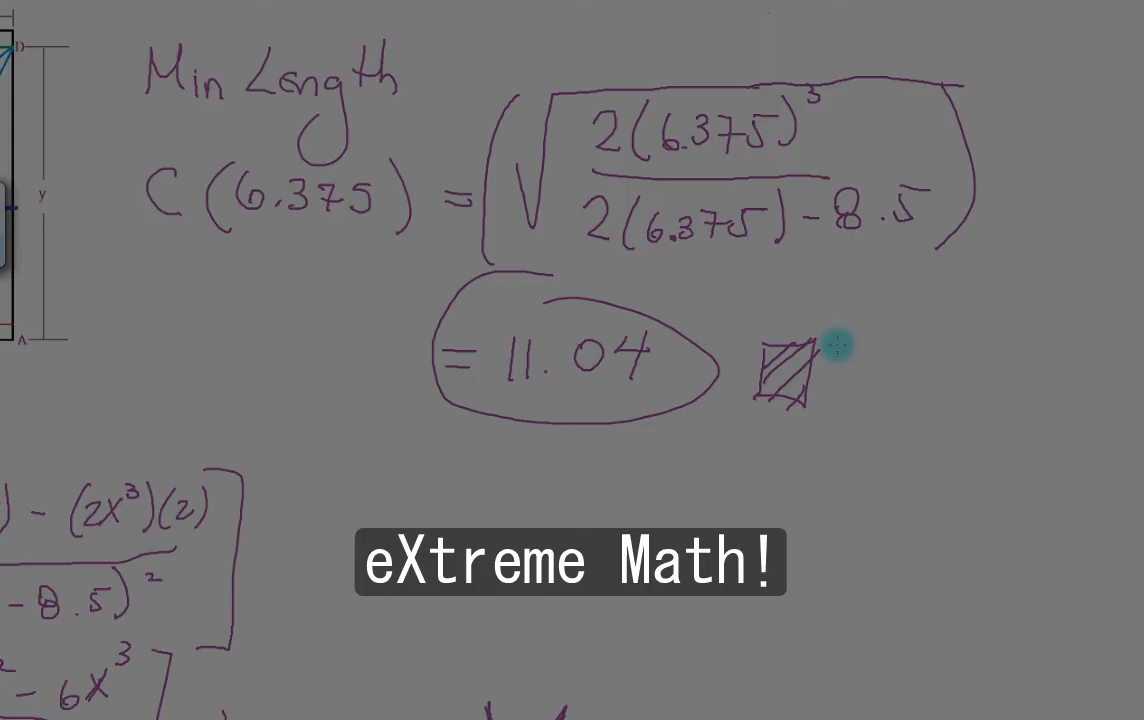 D
Min Length
y
C(6.375) = (√(2(6.375)³ / 2(6.375) - 8.5))
A
= 11.04
) - (2x³)(2)]
- 8.5)²
eXtreme Math!
² - 6x³]